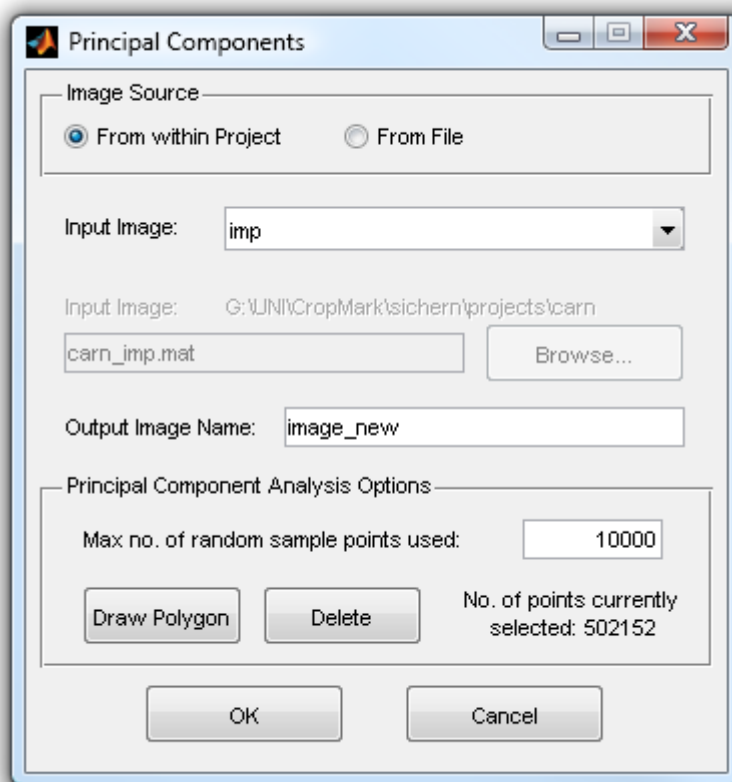 Principal Components
Image Source
From within Project From File
Input Image: imp
Input Image: G:\UNI\CropMark\sichern\projects\carn
carn_imp.mat Browse...
Output Image Name: image_new
Principal Component Analysis Options
Max no. of random sample points used: 10000
Draw Polygon Delete No. of points currently
selected: 502152
OK Cancel